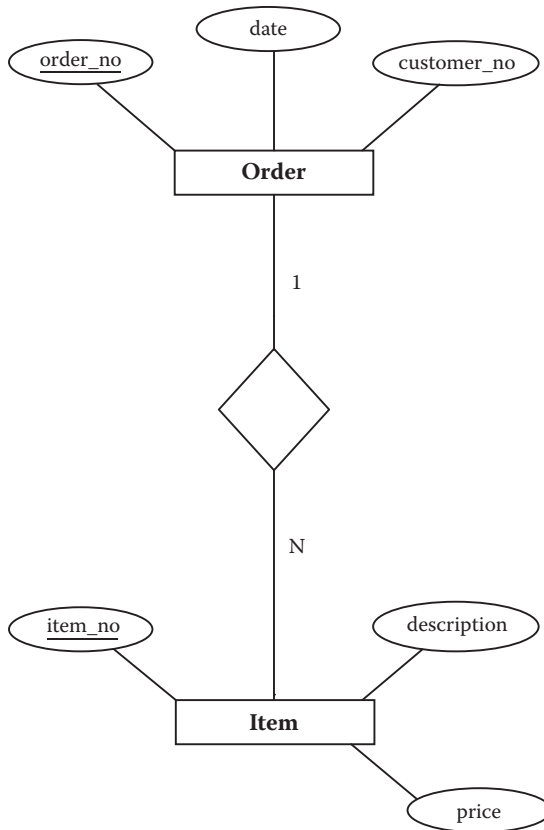 date
order_no
customer_no
Order
1
N
item_no
description
Item
price